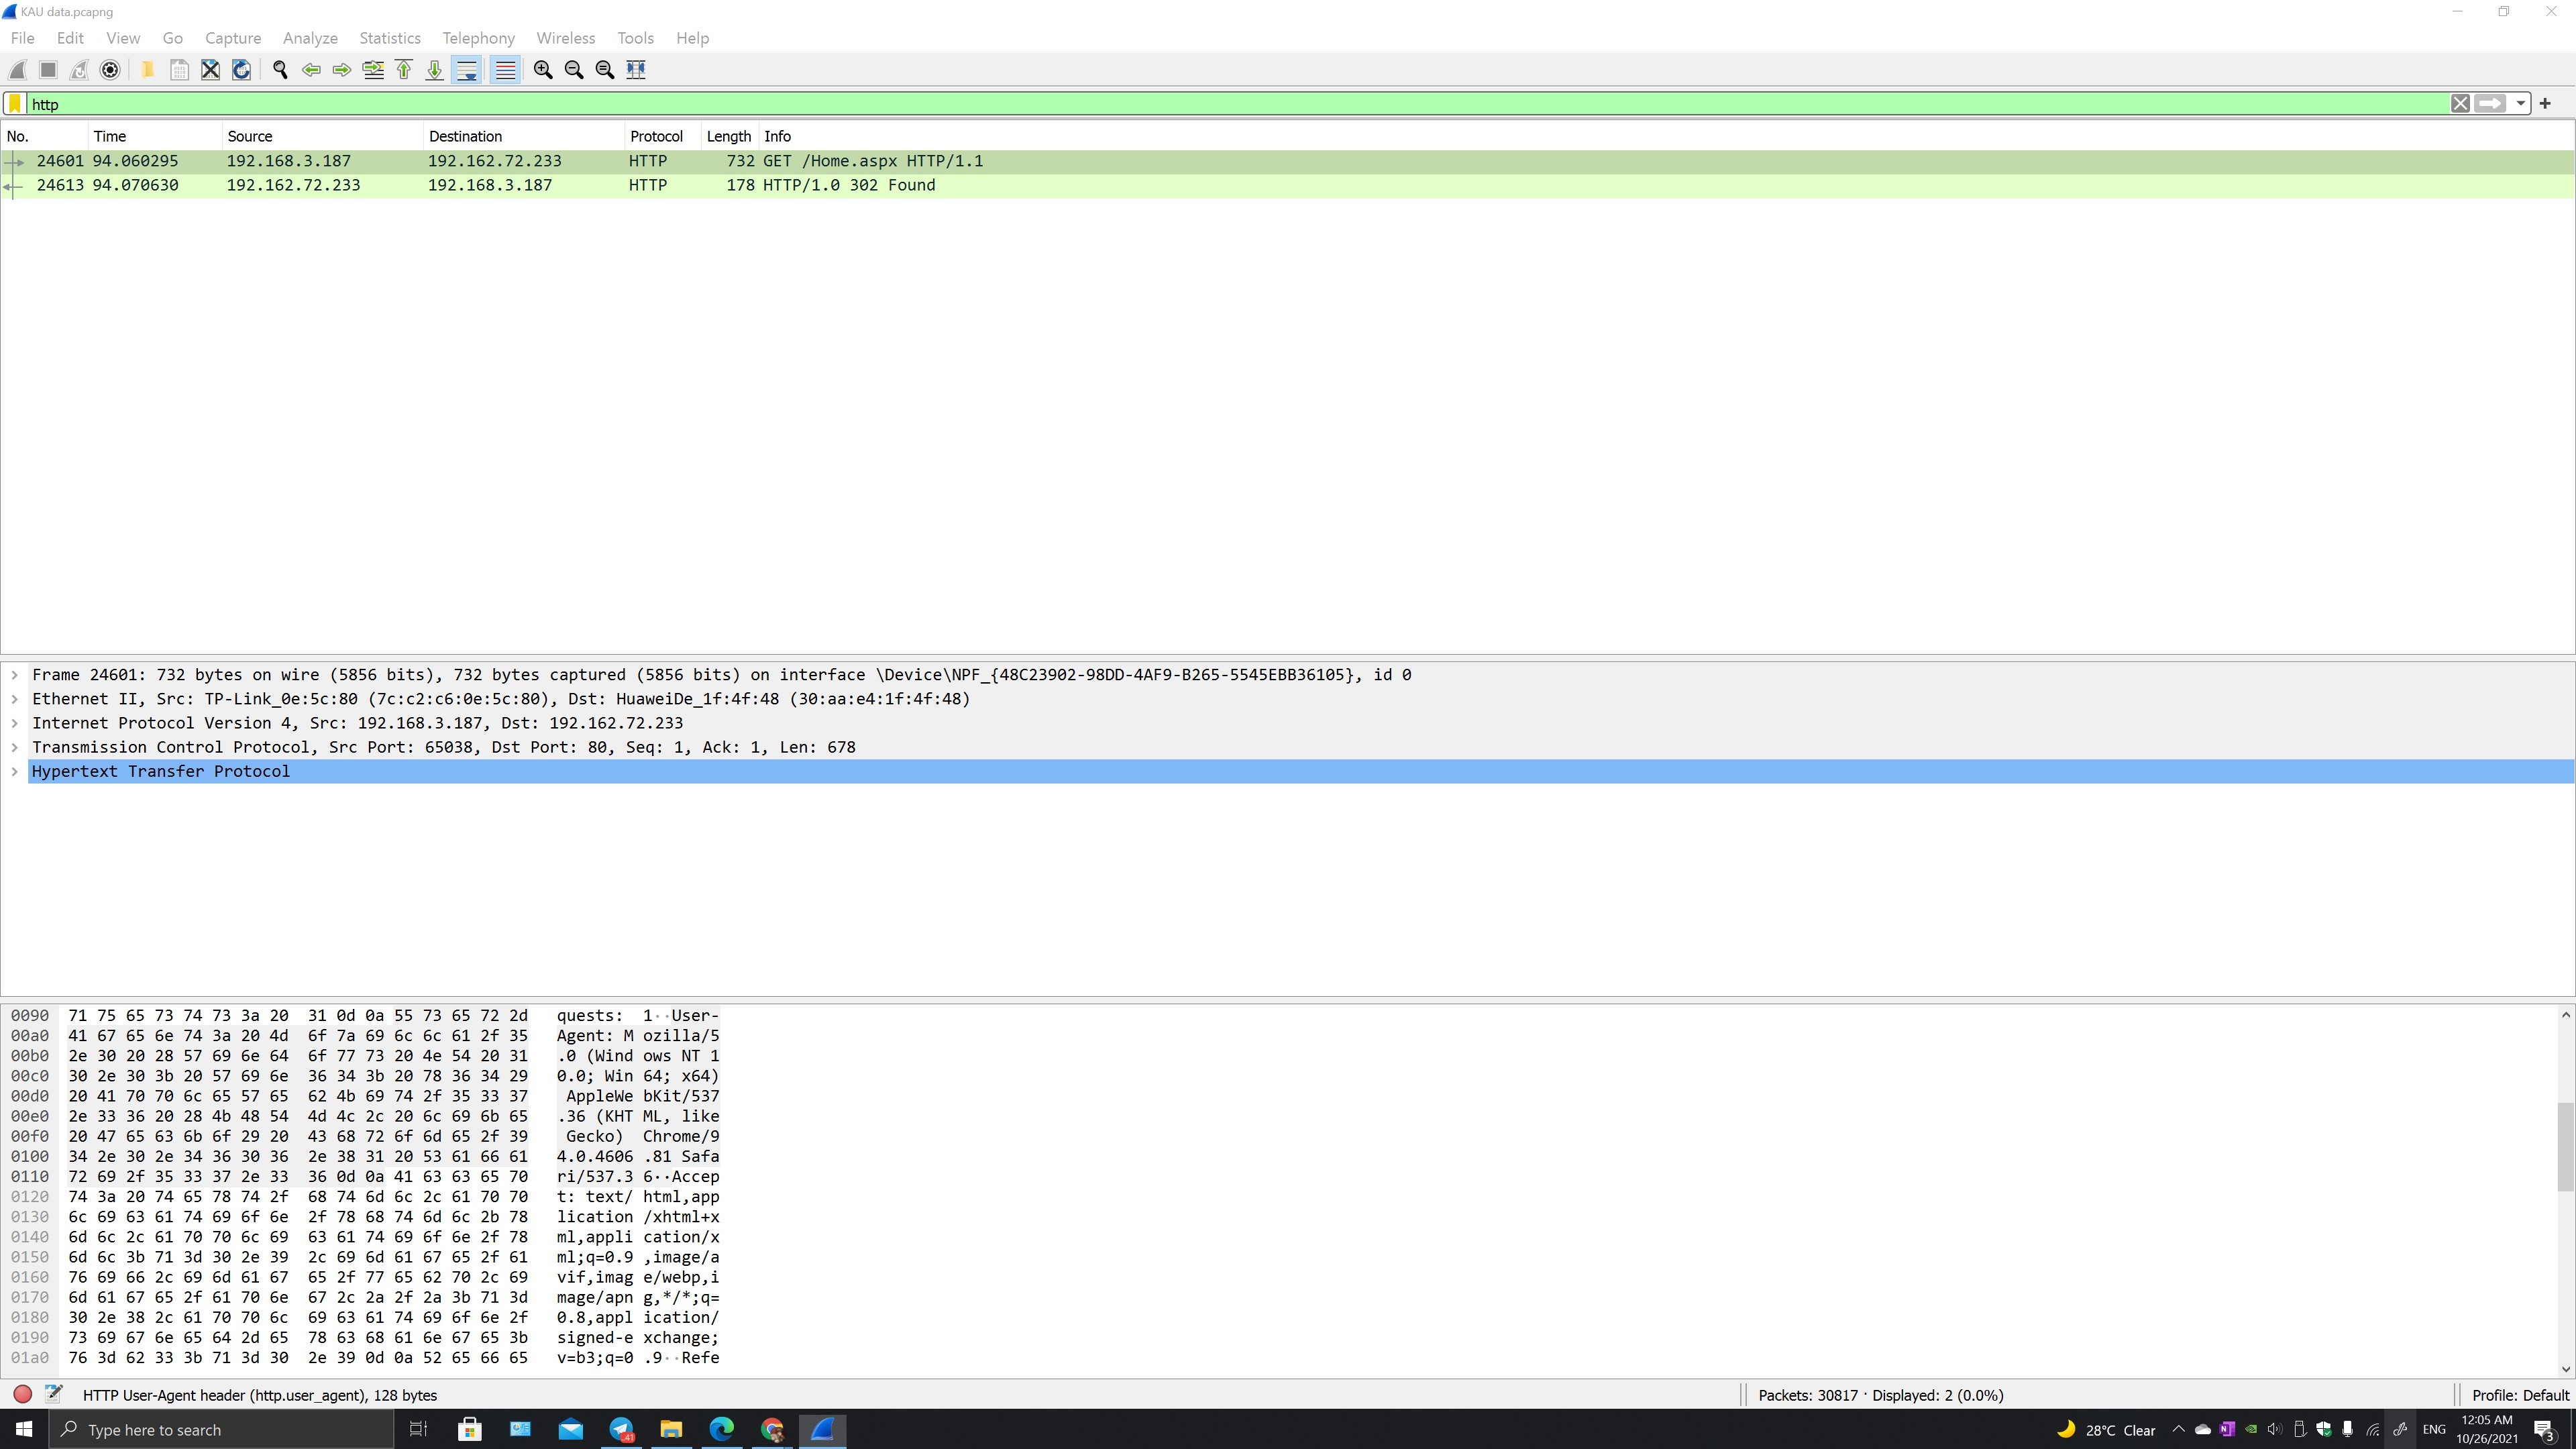 KAU data.pcapng
File Edit View Go Capture Analyze Statistics Telephony Wireless Tools Help
http
No. Time Source Destination Protocol Length Info
24601 94.060295 192.168.3.187 192.162.72.233 HTTP 732 GET /Home.aspx HTTP/1.1
24613 94.070630 192.162.72.233 192.168.3.187 HTTP 178 HTTP/1.0 302 Found
Frame 24601: 732 bytes on wire (5856 bits), 732 bytes captured (5856 bits) on interface \Device\NPF_{48C23902-98DD-4AF9-B265-5545EBB36105}, id 0
Ethernet II, Src: TP-Link_0e:5c:80 (7c:c2:c6:0e:5c:80), Dst: HuaweiDe_1f:4f:48 (30:aa:e4:1f:4f:48)
Internet Protocol Version 4, Src: 192.168.3.187, Dst: 192.162.72.233
Transmission Control Protocol, Src Port: 65038, Dst Port: 80, Seq: 1, Ack: 1, Len: 678
Hypertext Transfer Protocol
0090 71 75 65 73 74 73 3a 20 31 0d 0a 55 73 65 72 2d quests: 1··User-
00a0 41 67 65 6e 74 3a 20 4d 6f 7a 69 6c 6c 61 2f 35 Agent: M ozilla/5
00b0 2e 30 20 28 57 69 6e 64 6f 77 73 20 4e 54 20 31 .0 (Wind ows NT 1
00c0 30 2e 30 3b 20 57 69 6e 36 34 3b 20 78 36 34 29 0.0; Win 64; x64)
00d0 20 41 70 70 6c 65 57 65 62 4b 69 74 2f 35 33 37 AppleWe bKit/537
00e0 2e 33 36 20 28 4b 48 54 4d 4c 2c 20 6c 69 6b 65 .36 (KHT ML, like
00f0 20 47 65 63 6b 6f 29 20 43 68 72 6f 6d 65 2f 39 Gecko) Chrome/9
0100 34 2e 30 2e 34 36 30 36 2e 38 31 20 53 61 66 61 4.0.4606 .81 Safa
0110 72 69 2f 35 33 37 2e 33 36 0d 0a 41 63 63 65 70 ri/537.3 6··Accep
0120 74 3a 20 74 65 78 74 2f 68 74 6d 6c 2c 61 70 70 t: text/ html,app
0130 6c 69 63 61 74 69 6f 6e 2f 78 68 74 6d 6c 2b 78 lication /xhtml+x
0140 6d 6c 2c 61 70 70 6c 69 63 61 74 69 6f 6e 2f 78 ml,appli cation/x
0150 6d 6c 3b 71 3d 30 2e 39 2c 69 6d 61 67 65 2f 61 ml;q=0.9 ,image/a
0160 76 69 66 2c 69 6d 61 67 65 2f 77 65 62 70 2c 69 vif,imag e/webp,i
0170 6d 61 67 65 2f 61 70 6e 67 2c 2a 2f 2a 3b 71 3d mage/apn g,*/*;q=
0180 30 2e 38 2c 61 70 70 6c 69 63 61 74 69 6f 6e 2f 0.8,appl ication/
0190 73 69 67 6e 65 64 2d 65 78 63 68 61 6e 67 65 3b signed-e xchange;
01a0 76 3d 62 33 3b 71 3d 30 2e 39 0d 0a 52 65 66 65 v=b3;q=0 .9··Refe
HTTP User-Agent header (http.user_agent), 128 bytes Packets: 30817 · Displayed: 2 (0.0%) Profile: Default
Type here to search 41 28°C Clear ENG 12:05 AM
10/26/2021 3